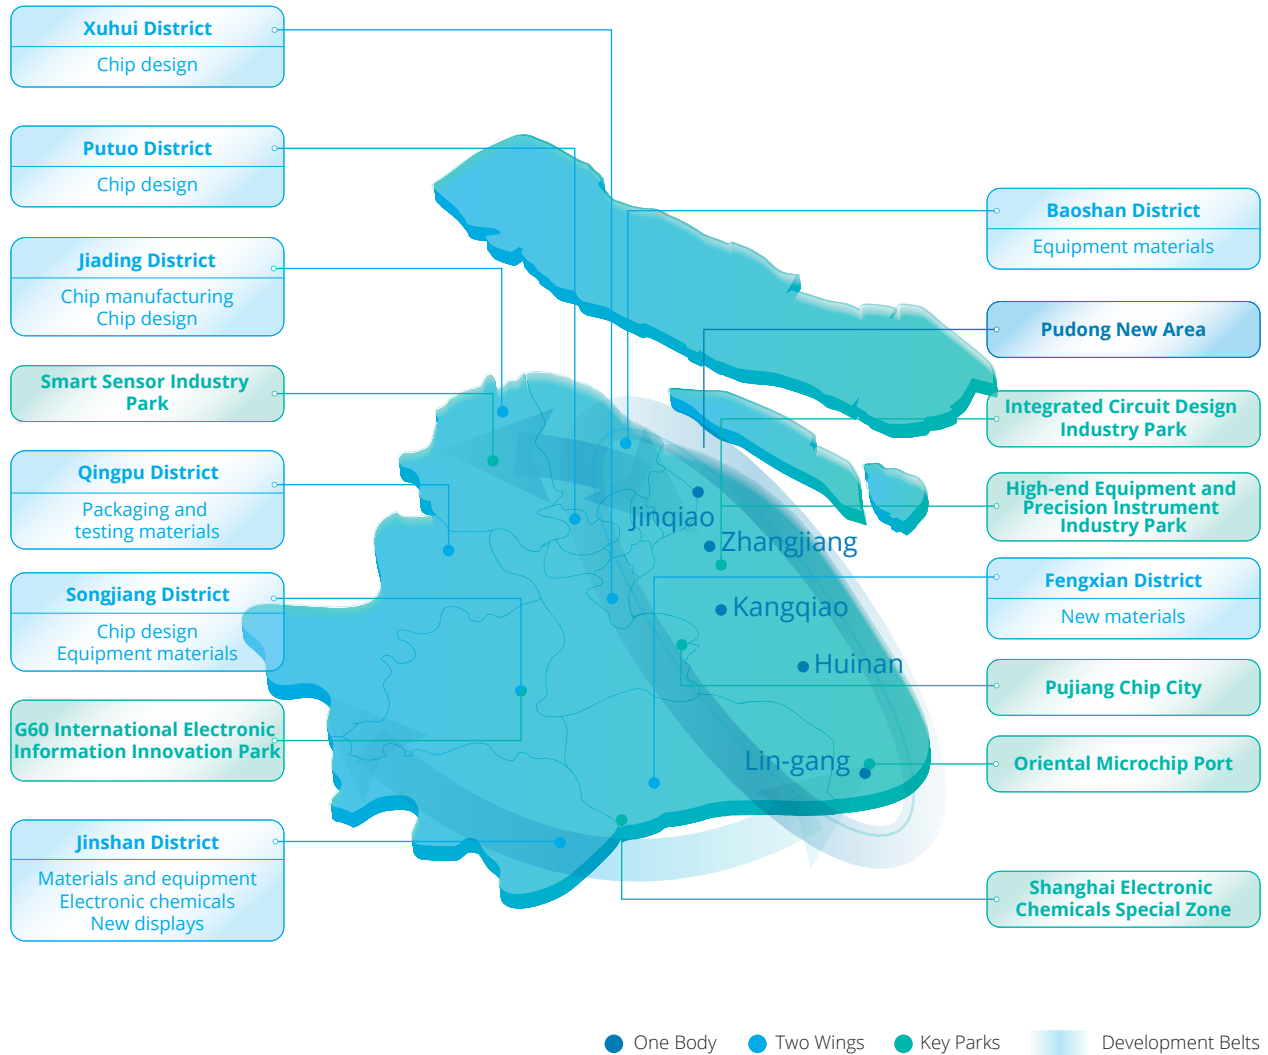 Xuhui District
Chip design
Putuo District
Chip design
Jiading District
Chip manufacturing
Chip design
Smart Sensor Industry
Park
Qingpu District
Packaging and
testing materials
Songjiang District
Chip design
Equipment materials
G60 International Electronic
Information Innovation Park
Jinshan District
Materials and equipment
Electronic chemicals
New displays
Jinqiao
Zhangjiang
Kangqiao
Huinan
Lin-gang
Baoshan District
Equipment materials
Pudong New Area
Integrated Circuit Design
Industry Park
High-end Equipment and
Precision Instrument
Industry Park
Fengxian District
New materials
Pujiang Chip City
Oriental Microchip Port
Shanghai Electronic
Chemicals Special Zone
One Body
Two Wings
Key Parks
Development Belts